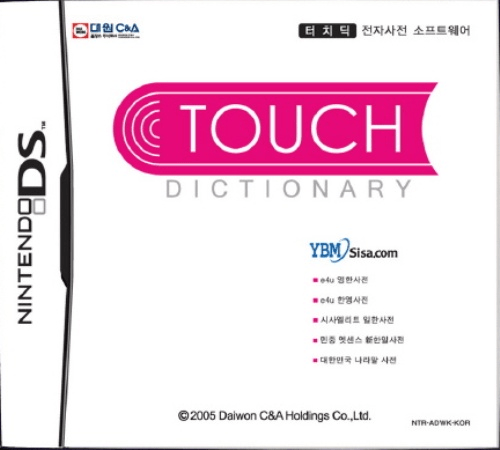 대원 C&A
터치딕 전자사전 소프트웨어
TOUCH
DICTIONARY
NINTENDO DS™
YBM Sisa.com
e4u 영한사전
e4u 한영사전
시사엘리트 일한사전
민중 엣센스 新한일사전
대한민국 나라말 사전
©2005 Daiwon C&A Holdings Co.,Ltd.
NTR-ADWK-KOR